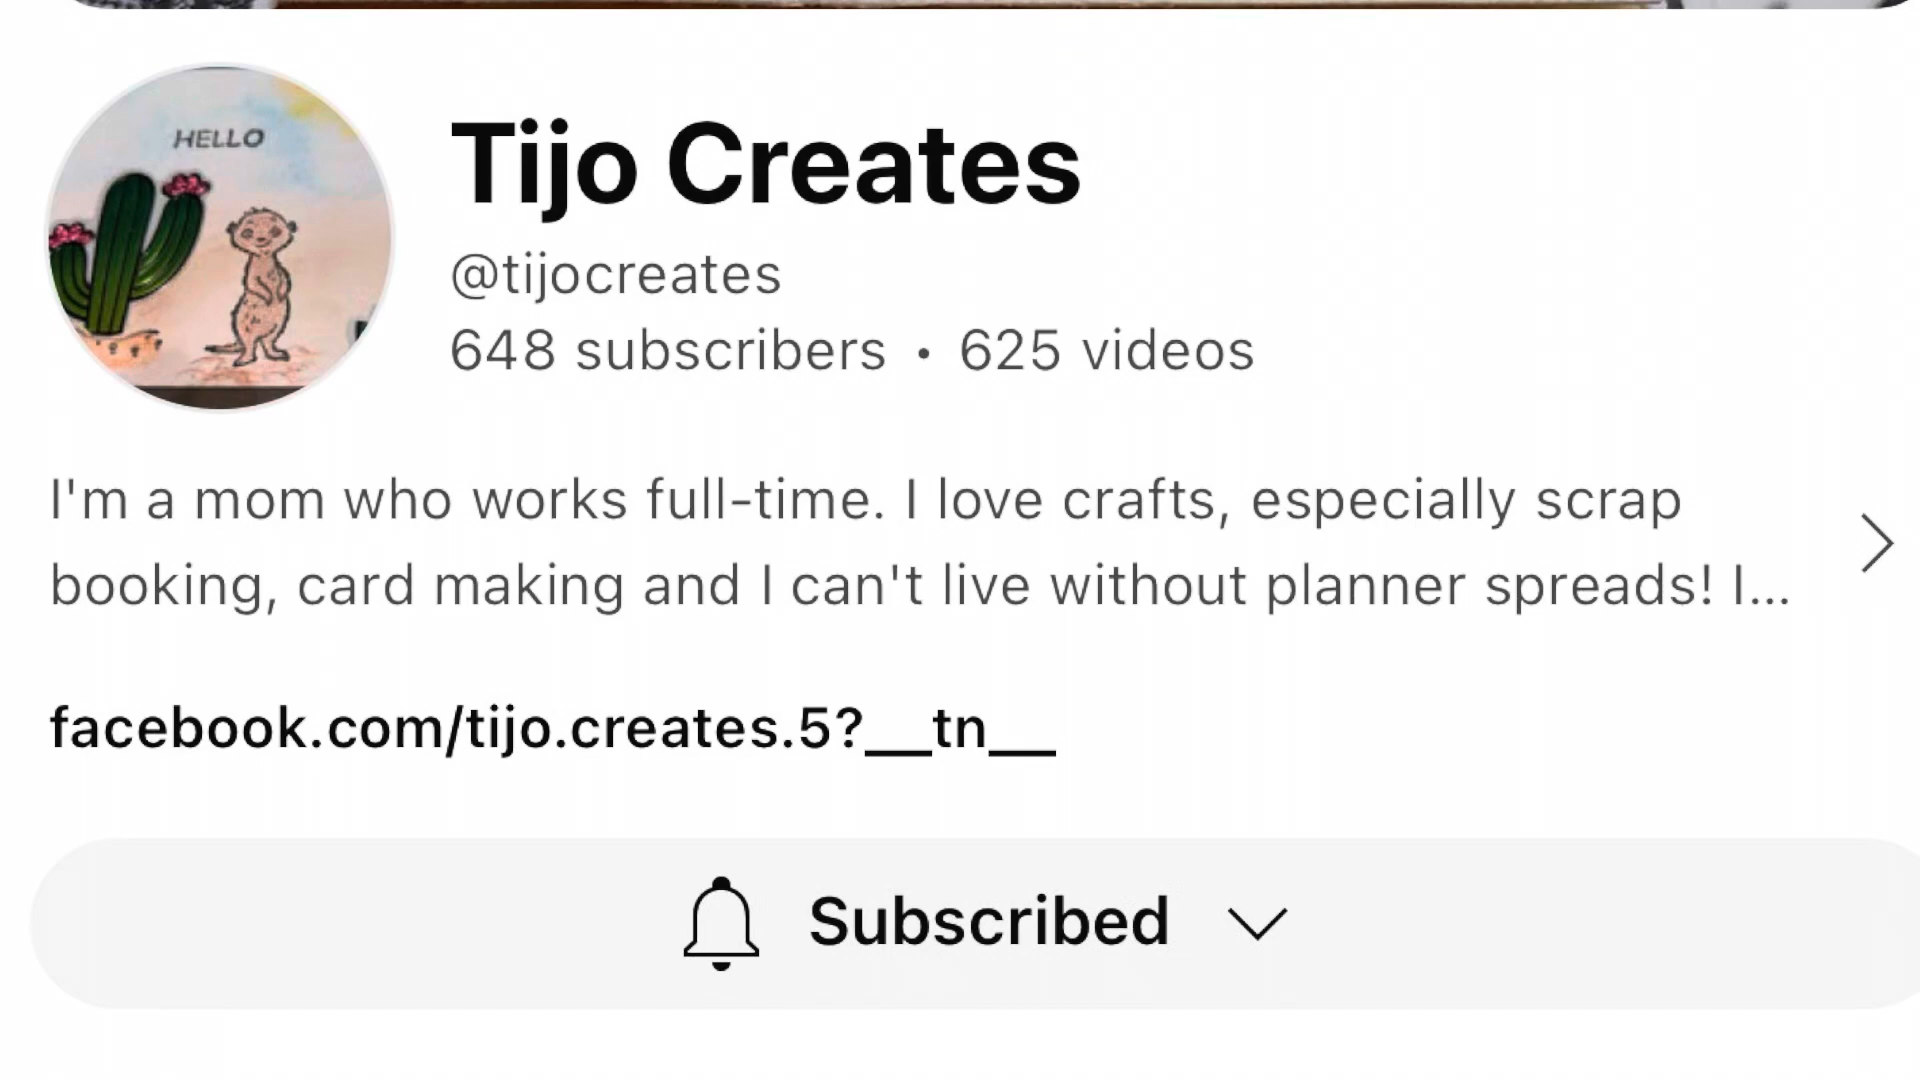 HELLO
Tijo Creates
@tijocreates
648 subscribers • 625 videos
I'm a mom who works full-time. I love crafts, especially scrap
booking, card making and I can't live without planner spreads! I...
facebook.com/tijo.creates.5?__tn__
Subscribed